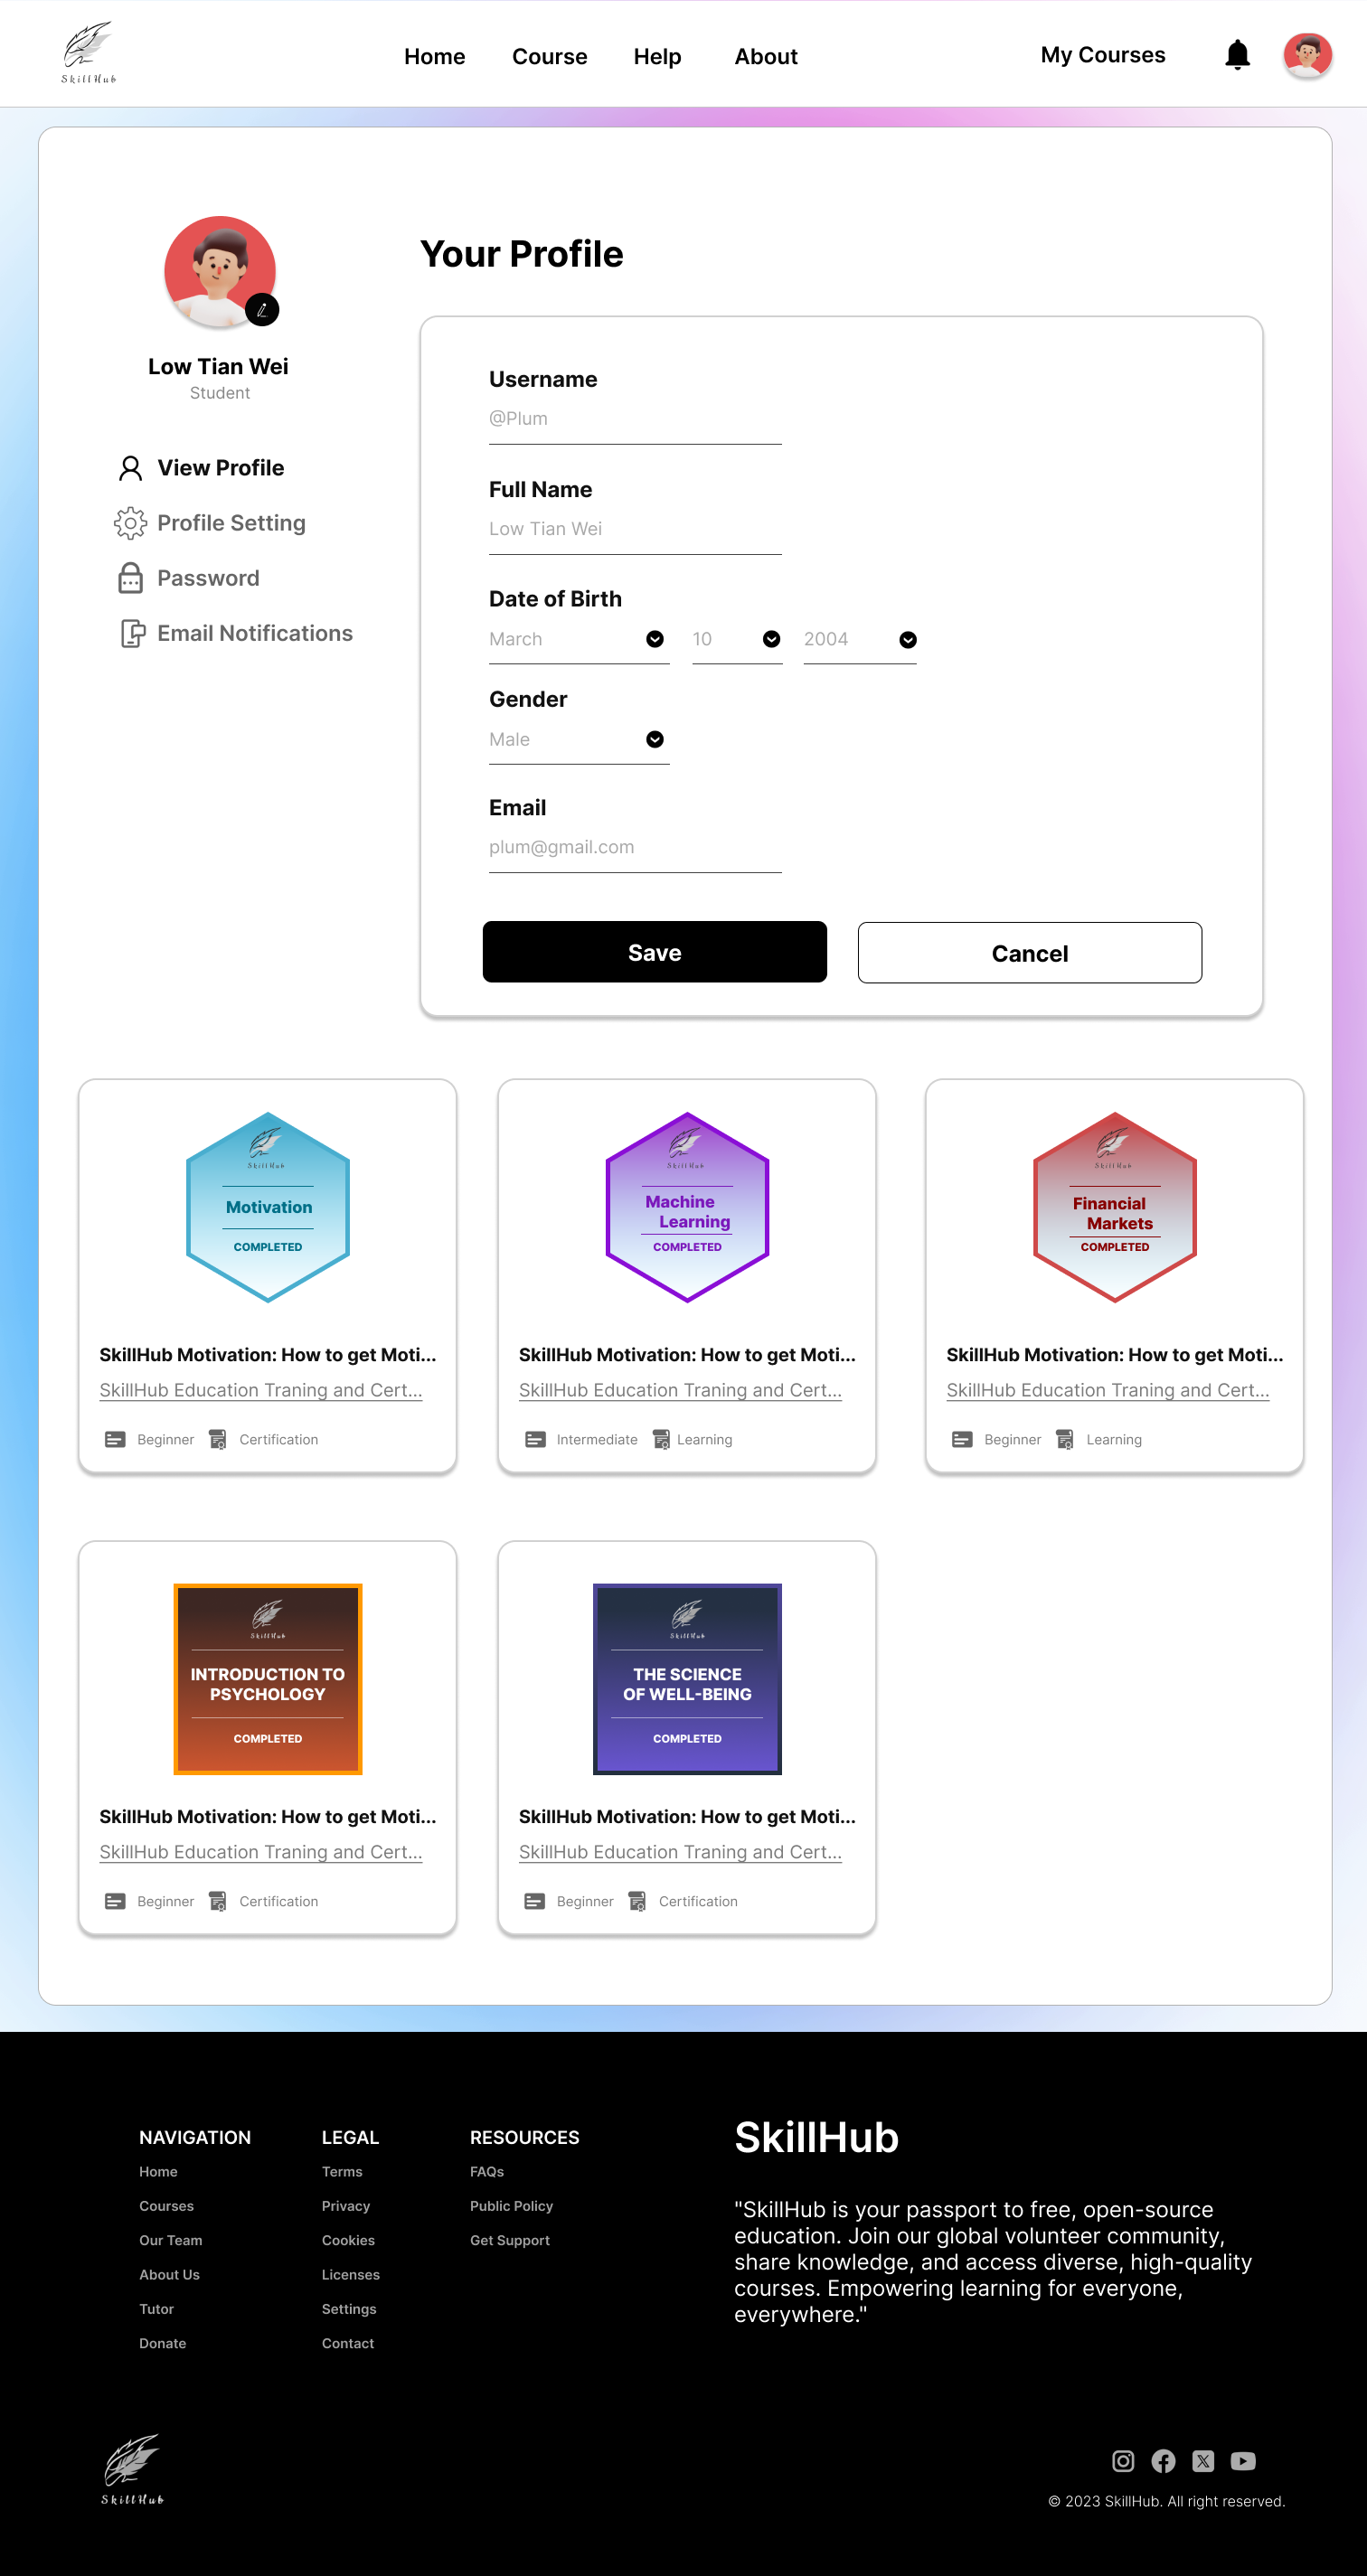 SkillHub
Home Course Help About My Courses
Your Profile
Low Tian Wei
Student
View Profile
Profile Setting
Password
Email Notifications
Username
@Plum
Full Name
Low Tian Wei
Date of Birth
March 10 2004
Gender
Male
Email
plum@gmail.com
Save Cancel
SkillHub
Motivation
COMPLETED
SkillHub Motivation: How to get Moti...
SkillHub Education Traning and Cert...
Beginner Certification
SkillHub
Machine
Learning
COMPLETED
SkillHub Motivation: How to get Moti...
SkillHub Education Traning and Cert...
Intermediate Learning
SkillHub
Financial
Markets
COMPLETED
SkillHub Motivation: How to get Moti...
SkillHub Education Traning and Cert...
Beginner Learning
SkillHub
INTRODUCTION TO
PSYCHOLOGY
COMPLETED
SkillHub Motivation: How to get Moti...
SkillHub Education Traning and Cert...
Beginner Certification
SkillHub
THE SCIENCE
OF WELL-BEING
COMPLETED
SkillHub Motivation: How to get Moti...
SkillHub Education Traning and Cert...
Beginner Certification
NAVIGATION
Home
Courses
Our Team
About Us
Tutor
Donate
LEGAL
Terms
Privacy
Cookies
Licenses
Settings
Contact
RESOURCES
FAQs
Public Policy
Get Support
SkillHub
"SkillHub is your passport to free, open-source
education. Join our global volunteer community,
share knowledge, and access diverse, high-quality
courses. Empowering learning for everyone,
everywhere."
SkillHub
© 2023 SkillHub. All right reserved.